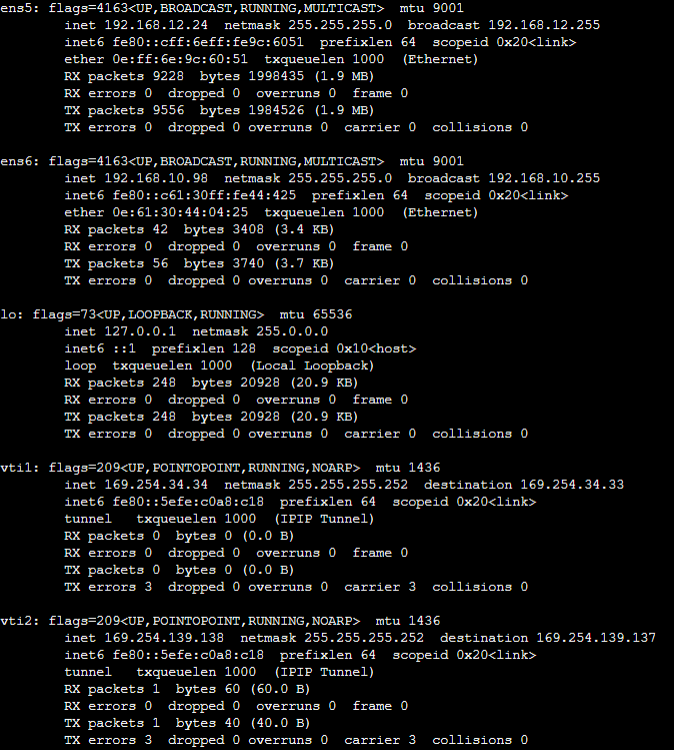 ens5: flags=4163<UP,BROADCAST,RUNNING,MULTICAST>  mtu 9001
        inet 192.168.12.24  netmask 255.255.255.0  broadcast 192.168.12.255
        inet6 fe80::cff:6eff:fe9c:6051  prefixlen 64  scopeid 0x20<link>
        ether 0e:ff:6e:9c:60:51  txqueuelen 1000  (Ethernet)
        RX packets 9228  bytes 1998435 (1.9 MB)
        RX errors 0  dropped 0  overruns 0  frame 0
        TX packets 9556  bytes 1984526 (1.9 MB)
        TX errors 0  dropped 0 overruns 0  carrier 0  collisions 0

ens6: flags=4163<UP,BROADCAST,RUNNING,MULTICAST>  mtu 9001
        inet 192.168.10.98  netmask 255.255.255.0  broadcast 192.168.10.255
        inet6 fe80::c61:30ff:fe44:425  prefixlen 64  scopeid 0x20<link>
        ether 0e:61:30:44:04:25  txqueuelen 1000  (Ethernet)
        RX packets 42  bytes 3408 (3.4 KB)
        RX errors 0  dropped 0  overruns 0  frame 0
        TX packets 56  bytes 3740 (3.7 KB)
        TX errors 0  dropped 0 overruns 0  carrier 0  collisions 0

lo: flags=73<UP,LOOPBACK,RUNNING>  mtu 65536
        inet 127.0.0.1  netmask 255.0.0.0
        inet6 ::1  prefixlen 128  scopeid 0x10<host>
        loop  txqueuelen 1000  (Local Loopback)
        RX packets 248  bytes 20928 (20.9 KB)
        RX errors 0  dropped 0  overruns 0  frame 0
        TX packets 248  bytes 20928 (20.9 KB)
        TX errors 0  dropped 0 overruns 0  carrier 0  collisions 0

vti1: flags=209<UP,POINTOPOINT,RUNNING,NOARP>  mtu 1436
        inet 169.254.34.34  netmask 255.255.255.252  destination 169.254.34.33
        inet6 fe80::5efe:c0a8:c18  prefixlen 64  scopeid 0x20<link>
        tunnel   txqueuelen 1000  (IPIP Tunnel)
        RX packets 0  bytes 0 (0.0 B)
        RX errors 0  dropped 0  overruns 0  frame 0
        TX packets 0  bytes 0 (0.0 B)
        TX errors 3  dropped 0 overruns 0  carrier 3  collisions 0

vti2: flags=209<UP,POINTOPOINT,RUNNING,NOARP>  mtu 1436
        inet 169.254.139.138  netmask 255.255.255.252  destination 169.254.139.137
        inet6 fe80::5efe:c0a8:c18  prefixlen 64  scopeid 0x20<link>
        tunnel   txqueuelen 1000  (IPIP Tunnel)
        RX packets 1  bytes 60 (60.0 B)
        RX errors 0  dropped 0  overruns 0  frame 0
        TX packets 1  bytes 40 (40.0 B)
        TX errors 3  dropped 0 overruns 0  carrier 3  collisions 0